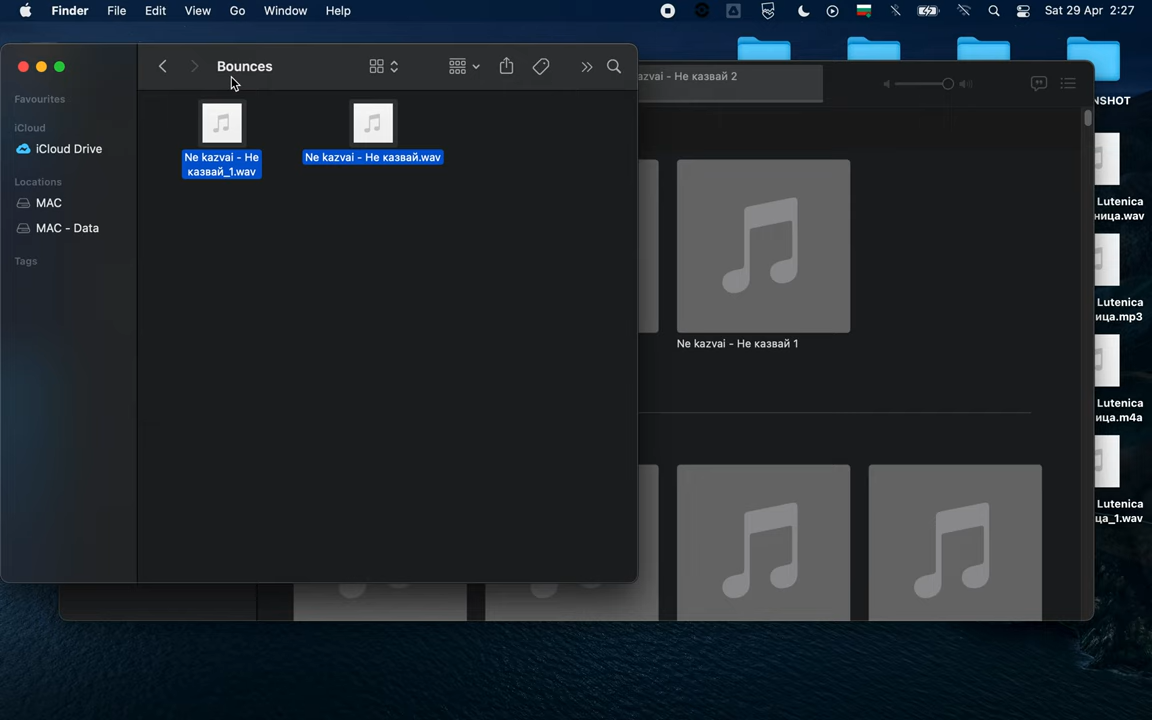 Finder File Edit View Go Window Help Sat 29 Apr 2:27
Bounces
Favourites
iCloud
iCloud Drive
Locations
MAC
MAC - Data
Tags
Ne kazvai - Не
казвай_1.wav
Ne kazvai - Не казвай.wav
zvai - Не казвай 2
Ne kazvai - Не казвай 1
NSHOT
Lutenica
ница.wav
Lutenica
ица.mp3
Lutenica
ица.m4a
Lutenica
ца_1.wav